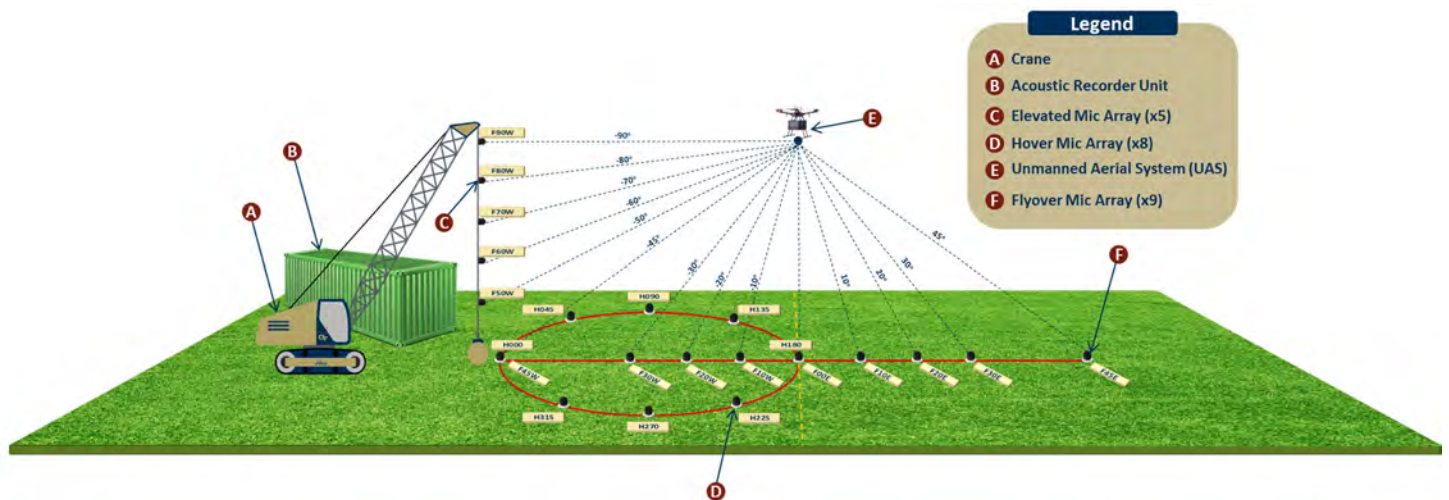 Legend
A Crane
B Acoustic Recorder Unit
C Elevated Mic Array (x5)
D Hover Mic Array (x8)
E Unmanned Aerial System (UAS)
F Flyover Mic Array (x9)
E
F90W
-90°
B
F80W
-80°
-70°
C
F70W
-60°
-50°
A
-45°
45°
F60W
-30°
-20°
-10°
10°
20°
30°
F
F50W
H045
H090
H135
H000
H180
F45W
F30W
F20W
F10W
F00E
F10E
F20E
F30E
F45E
H315
H270
H225
D